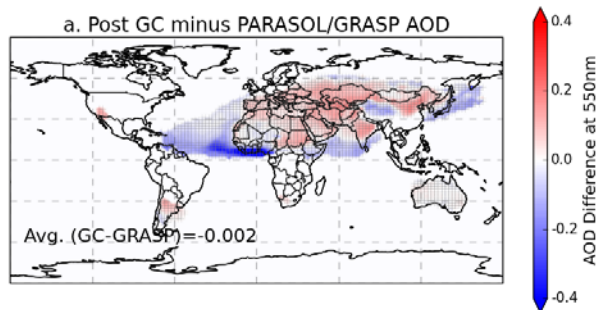 a. Post GC minus PARASOL/GRASP AOD
Avg. (GC-GRASP)=-0.002
0.4
0.2
0.0
-0.2
-0.4
AOD Difference at 550nm